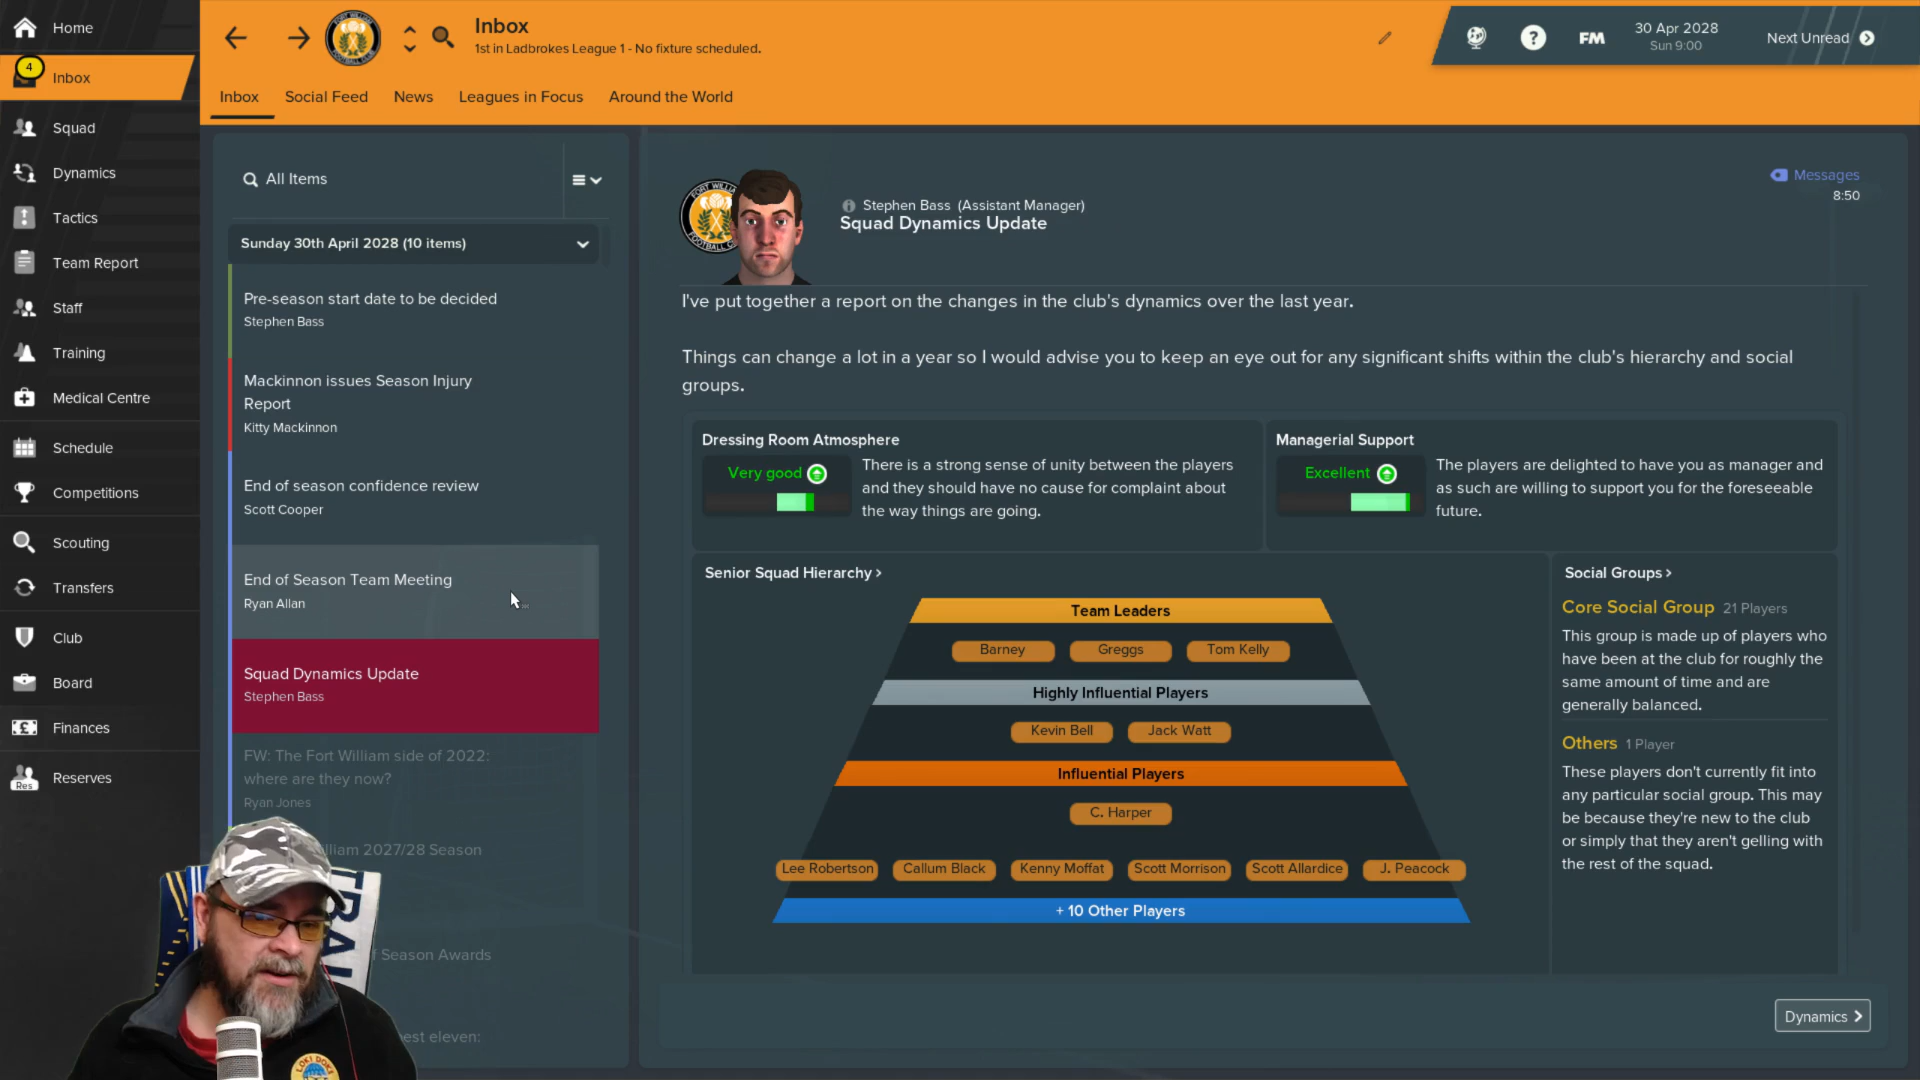 Home
4
Inbox
Squad
Dynamics
Tactics
Team Report
Staff
Training
Medical Centre
Schedule
Competitions
Scouting
Transfers
Club
Board
Finances
Res
Reserves
Inbox
1st in Ladbrokes League 1 - No fixture scheduled.
?
FM
30 Apr 2028
Sun 9:00
Next Unread
Inbox
Social Feed
News
Leagues in Focus
Around the World
All Items
Sunday 30th April 2028 (10 items)
Pre-season start date to be decided
Stephen Bass
Mackinnon issues Season Injury
Report
Kitty Mackinnon
End of season confidence review
Scott Cooper
End of Season Team Meeting
Ryan Allan
Squad Dynamics Update
Stephen Bass
FW: The Fort William side of 2022:
where are they now?
Ryan Jones
lliam 2027/28 Season
f Season Awards
est eleven:
Messages
8:50
Stephen Bass (Assistant Manager)
Squad Dynamics Update
I've put together a report on the changes in the club's dynamics over the last year.
Things can change a lot in a year so I would advise you to keep an eye out for any significant shifts within the club's hierarchy and social
groups.
Dressing Room Atmosphere
Very good
There is a strong sense of unity between the players
and they should have no cause for complaint about
the way things are going.
Managerial Support
Excellent
The players are delighted to have you as manager and
as such are willing to support you for the foreseeable
future.
Senior Squad Hierarchy >
Team Leaders
Barney
Greggs
Tom Kelly
Highly Influential Players
Kevin Bell
Jack Watt
Influential Players
C. Harper
Lee Robertson
Callum Black
Kenny Moffat
Scott Morrison
Scott Allardice
J. Peacock
+ 10 Other Players
Social Groups >
Core Social Group 21 Players
This group is made up of players who
have been at the club for roughly the
same amount of time and are
generally balanced.
Others 1 Player
These players don't currently fit into
any particular social group. This may
be because they're new to the club
or simply that they aren't gelling with
the rest of the squad.
Dynamics >